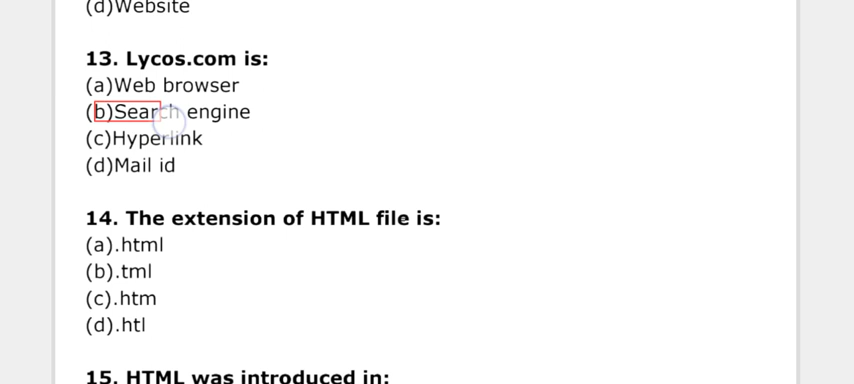 (d)Website
13. Lycos.com is:
(a)Web browser
(b)Search engine
(c)Hyperlink
(d)Mail id
14. The extension of HTML file is:
(a).html
(b).tml
(c).htm
(d).htl
15. HTML was introduced in: